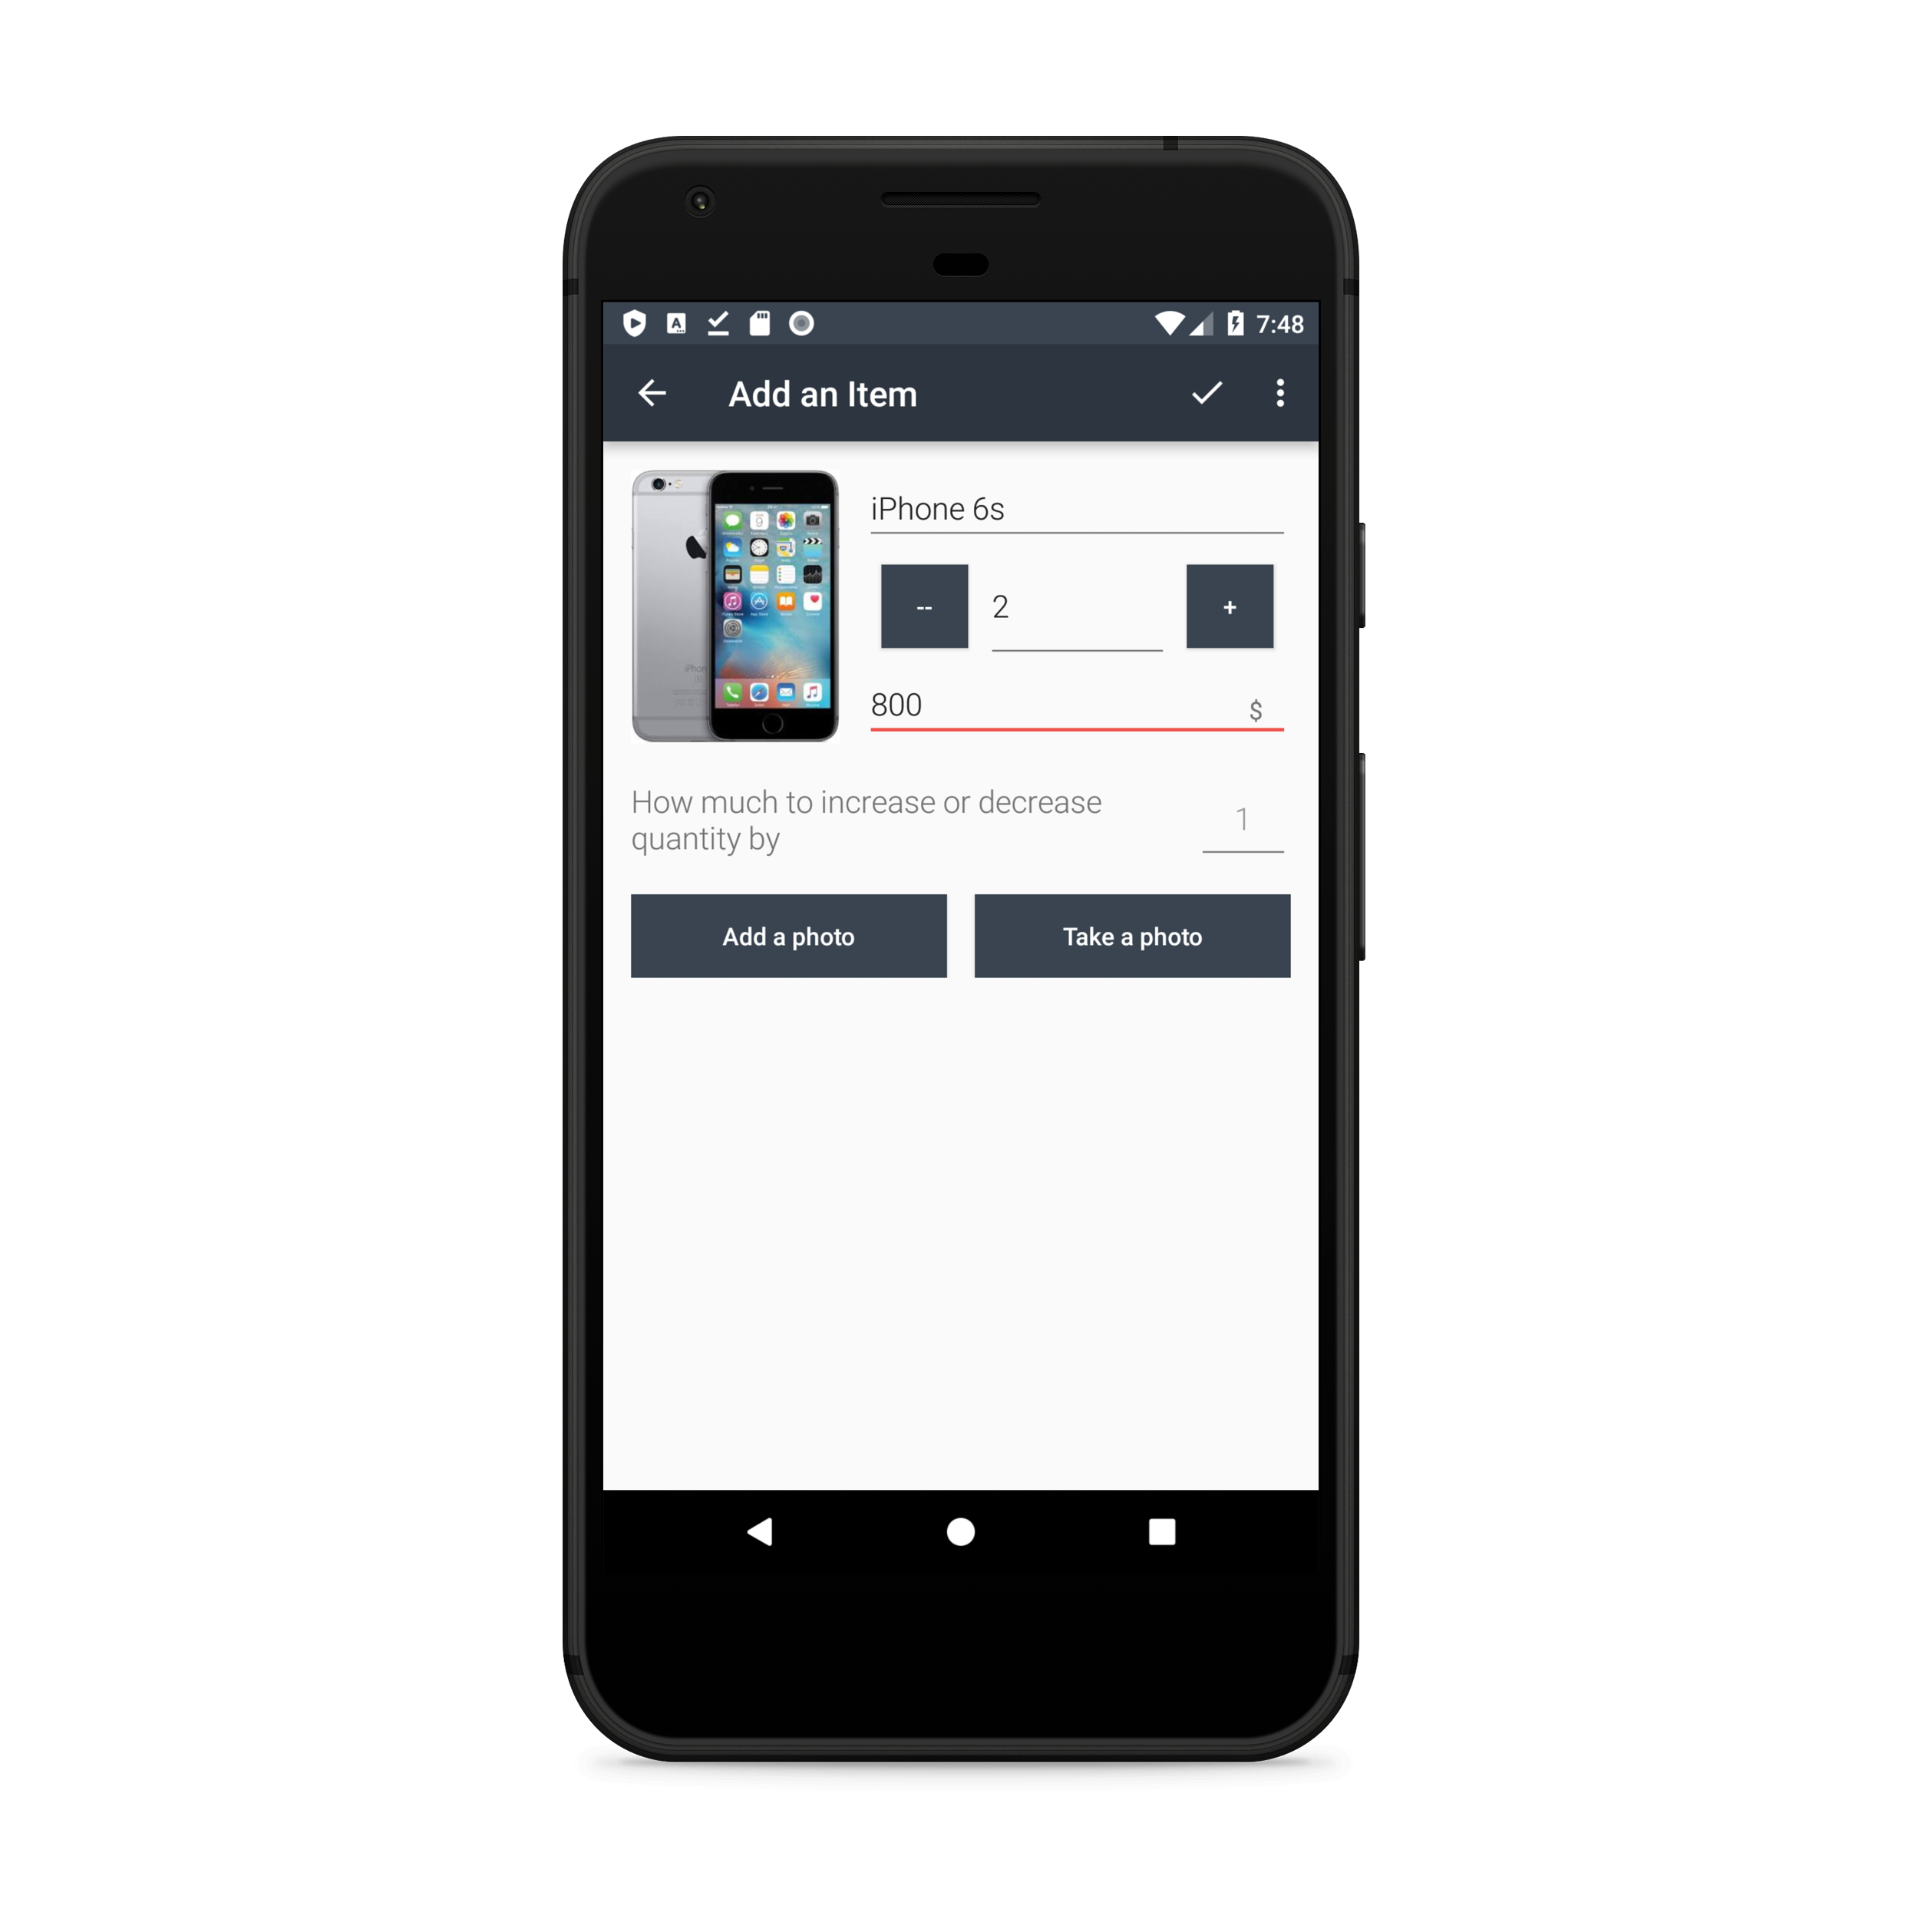 7:48
Add an Item
iPhone 6s
-- 2 +
800 $
How much to increase or decrease
quantity by
1
Add a photo Take a photo